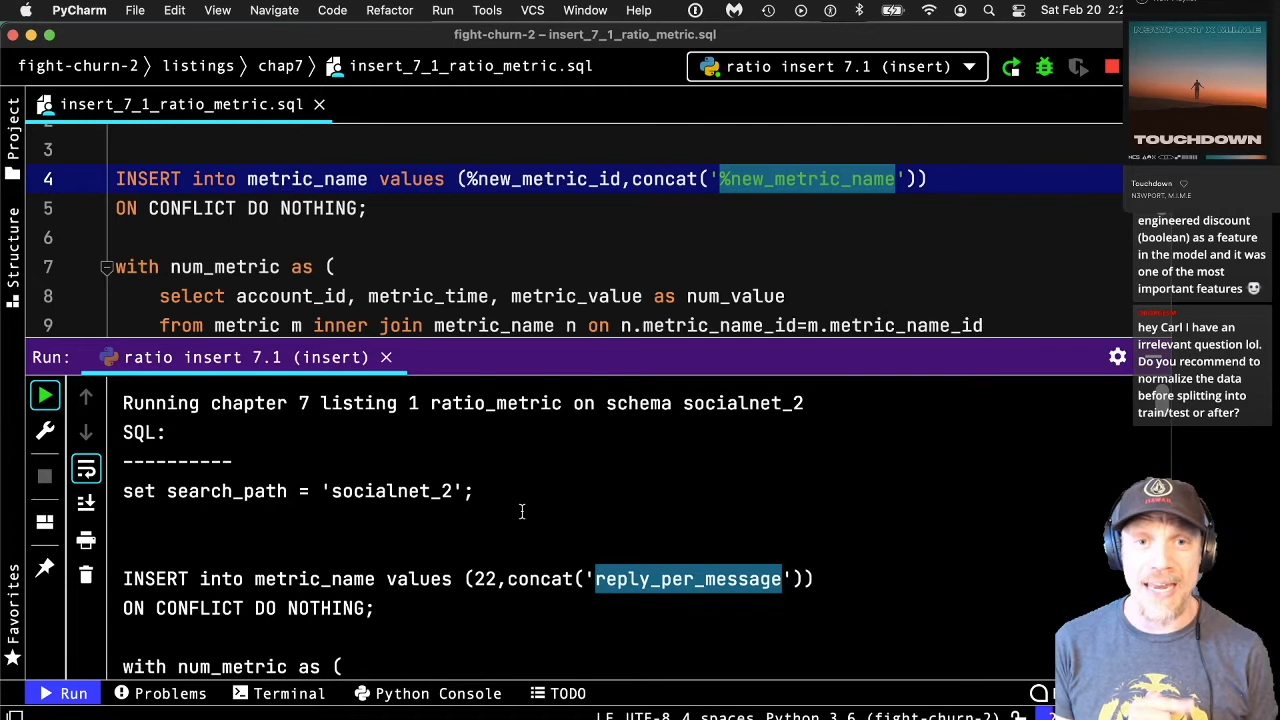 PyCharm File Edit View Navigate Code Refactor Run Tools VCS Window Help Sat Feb 20
fight-churn-2 – insert_7_1_ratio_metric.sql
fight-churn-2 listings chap7 insert_7_1_ratio_metric.sql
ratio insert 7.1 (insert)
N3WPORT X M.I.M.E
TOUCHDOWN
Touchdown
N3WPORT, M.I.M.E
Project
Structure
Favorites
insert_7_1_ratio_metric.sql
3
4 INSERT into metric_name values (%new_metric_id,concat('%new_metric_name'))
5 ON CONFLICT DO NOTHING;
6
7 with num_metric as (
8 select account_id, metric_time, metric_value as num_value
9 from metric m inner join metric_name n on n.metric_name_id=m.metric_name_id
engineered discount
(boolean) as a feature
in the model and it was
one of the most
important features
hey Carl I have an
irrelevant question lol.
Do you recommend to
normalize the data
before splitting into
train/test or after?
Run: ratio insert 7.1 (insert)
Running chapter 7 listing 1 ratio_metric on schema socialnet_2
SQL:
----------
set search_path = 'socialnet_2';
INSERT into metric_name values (22,concat('reply_per_message'))
ON CONFLICT DO NOTHING;
with num_metric as (
Run Problems Terminal Python Console TODO
LF UTF-8 4 spaces Python 3.6 (fight-churn-2)